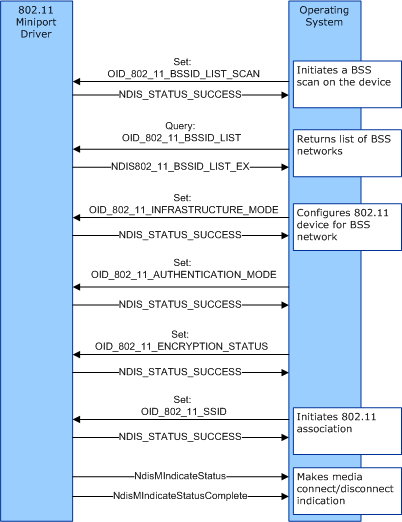 802.11
Miniport
Driver
Operating
System
Set:
OID_802_11_BSSID_LIST_SCAN
Initiates a BSS
scan on the device
NDIS_STATUS_SUCCESS
Query:
OID_802_11_BSSID_LIST
Returns list of BSS
networks
NDIS802_11_BSSID_LIST_EX
Set:
OID_802_11_INFRASTRUCTURE_MODE
Configures 802.11
device for BSS
network
NDIS_STATUS_SUCCESS
Set:
OID_802_11_AUTHENTICATION_MODE
NDIS_STATUS_SUCCESS
Set:
OID_802_11_ENCRYPTION_STATUS
NDIS_STATUS_SUCCESS
Set:
OID_802_11_SSID
Initiates 802.11
association
NDIS_STATUS_SUCCESS
NdisMIndicateStatus
Makes media
connect/disconnect
indication
NdisMIndicateStatusComplete